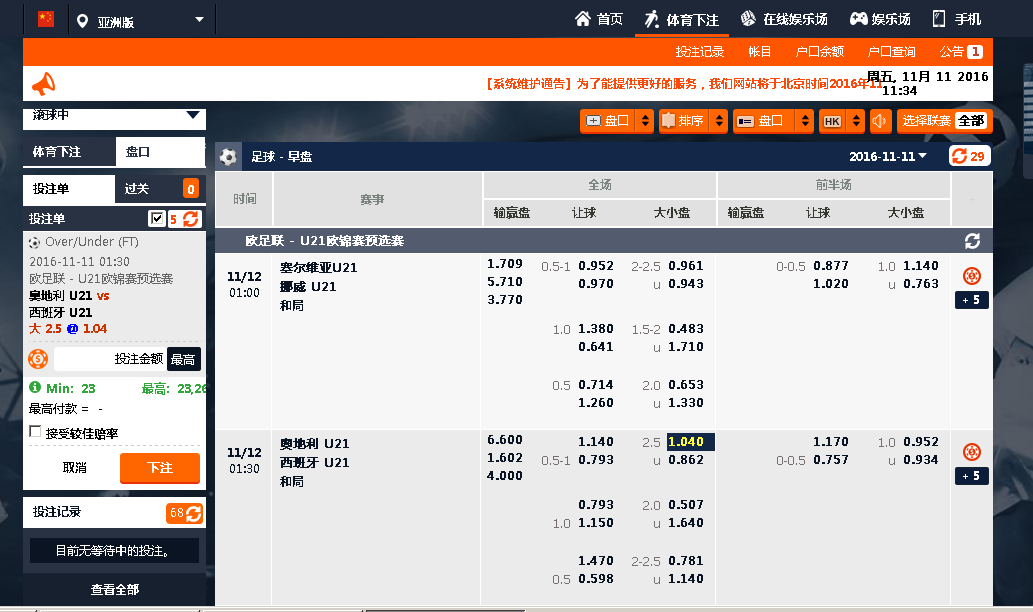 亚洲版 首页 体育下注 在线娱乐场 娱乐场 手机
投注记录 帐目 户口余额 户口查询 公告 1
【系统维护通告】为了能提供更好的服务，我们网站将于北京时间2016年11
周五, 11月 11 2016
11:34
滚球中
盘口 排序 盘口 HK 选择联赛 全部
体育下注 盘口
足球 - 早盘 2016-11-11 29
投注单 过关 0
时间 赛事 全场 前半场
输赢盘 让球 大小盘 输赢盘 让球 大小盘
投注单 5
欧足联 - U21欧锦赛预选赛
Over/Under (FT)
2016-11-11 01:30
欧足联 - U21欧锦赛预选赛
奥地利 U21 vs
西班牙 U21
大 2.5 @ 1.04
投注金额 最高
Min: 23 最高: 23,26
最高付款 = -
接受较佳赔率
取消 下注
投注记录 68
目前无等待中的投注。
查看全部
11/12 塞尔维亚U21 1.709 0.5-1 0.952 2-2.5 0.961 0-0.5 0.877 1.0 1.140
01:00 挪威 U21 5.710 0.970 u 0.943 1.020 u 0.763
和局 3.770 + 5
1.0 1.380 1.5-2 0.483
0.641 u 1.710
0.5 0.714 2.0 0.653
1.260 u 1.330
11/12 奥地利 U21 6.600 1.140 2.5 1.040 1.170 1.0 0.952
01:30 西班牙 U21 1.602 0.5-1 0.793 u 0.862 0-0.5 0.757 u 0.934
和局 4.000 + 5
0.793 2.0 0.507
1.0 1.150 u 1.640
1.470 2-2.5 0.781
0.5 0.598 u 1.140